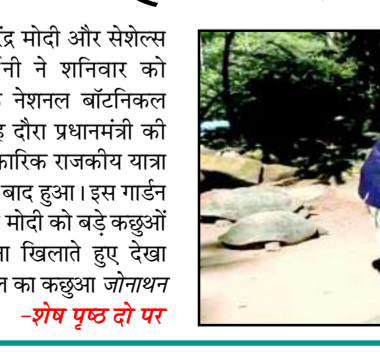 द्र मोदी और सेशेल्स
नी ने शनिवार को
नेशनल बॉटनिकल
दौरा प्रधानमंत्री की
कारिक राजकीय यात्रा
बाद हुआ। इस गार्डन
मोदी को बड़े कछुओं
खिलाते हुए देखा
का कछुआ जोनाथन
-शेष पृष्ठ दो पर